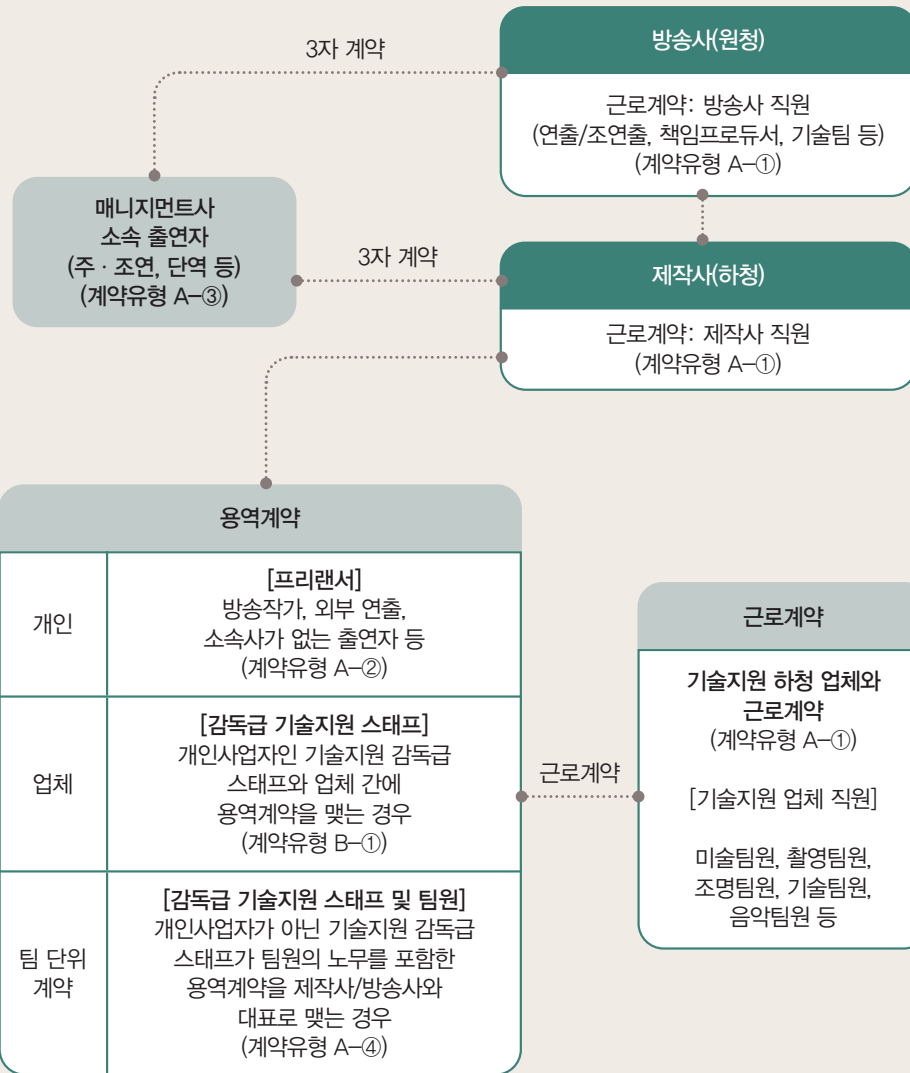 3자 계약
방송사(원청)
근로계약: 방송사 직원
(연출/조연출, 책임프로듀서, 기술팀 등)
(계약유형 A–①)
매니지먼트사
소속 출연자
(주 · 조연, 단역 등)
(계약유형 A–③)
3자 계약
제작사(하청)
근로계약: 제작사 직원
(계약유형 A–①)
용역계약
개인
[프리랜서]
방송작가, 외부 연출,
소속사가 없는 출연자 등
(계약유형 A–②)
업체
[감독급 기술지원 스태프]
개인사업자인 기술지원 감독급
스태프와 업체 간에
용역계약을 맺는 경우
(계약유형 B–①)
팀 단위
계약
[감독급 기술지원 스태프 및 팀원]
개인사업자가 아닌 기술지원 감독급
스태프가 팀원의 노무를 포함한
용역계약을 제작사/방송사와
대표로 맺는 경우
(계약유형 A–④)
근로계약
근로계약
기술지원 하청 업체와
근로계약
(계약유형 A–①)
[기술지원 업체 직원]
미술팀원, 촬영팀원,
조명팀원, 기술팀원,
음악팀원 등